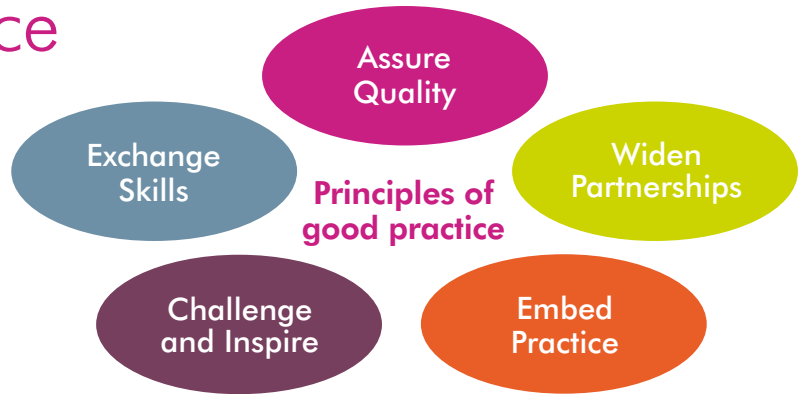 ce
Assure
Quality
Exchange
Skills
Widen
Partnerships
Principles of
good practice
Challenge
and Inspire
Embed
Practice